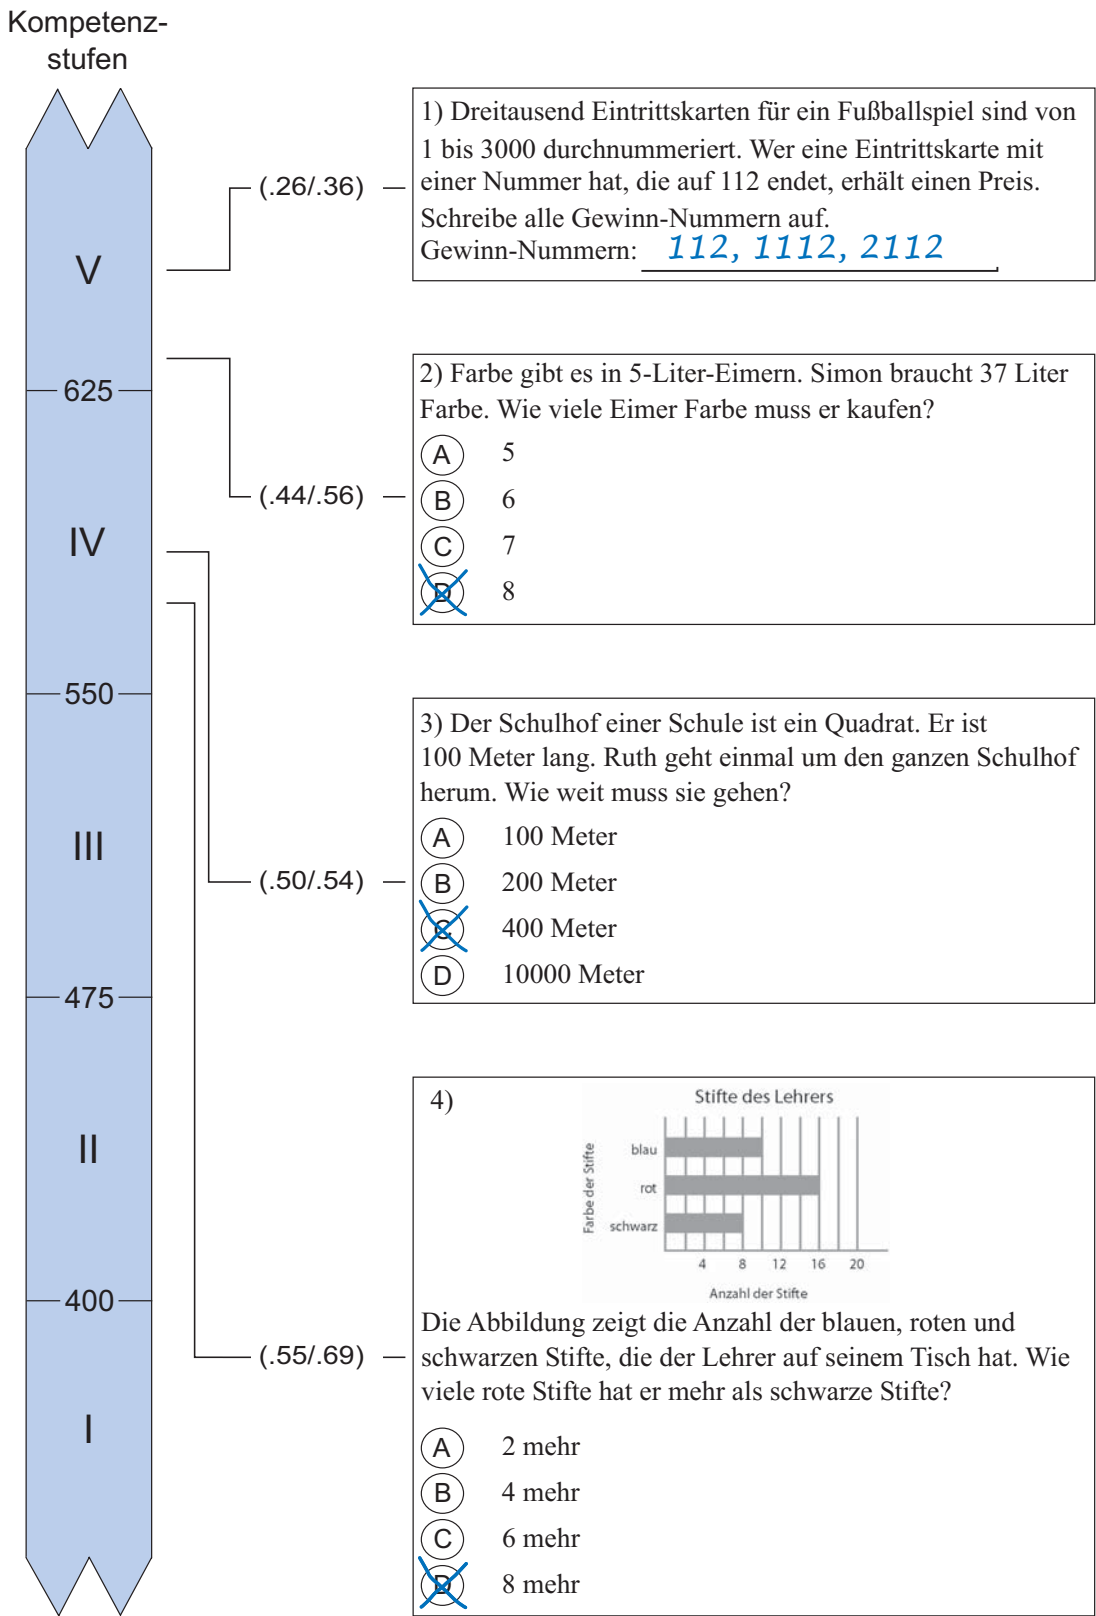 Kompetenz-
stufen
1) Dreitausend Eintrittskarten für ein Fußballspiel sind von
1 bis 3000 durchnummeriert. Wer eine Eintrittskarte mit
einer Nummer hat, die auf 112 endet, erhält einen Preis.
Schreibe alle Gewinn-Nummern auf.
Gewinn-Nummern: 112, 1112, 2112
(.26/.36)
V
625
2) Farbe gibt es in 5-Liter-Eimern. Simon braucht 37 Liter
Farbe. Wie viele Eimer Farbe muss er kaufen?
A 5
B 6
C 7
D 8
(.44/.56)
IV
550
3) Der Schulhof einer Schule ist ein Quadrat. Er ist
100 Meter lang. Ruth geht einmal um den ganzen Schulhof
herum. Wie weit muss sie gehen?
A 100 Meter
B 200 Meter
C 400 Meter
D 10000 Meter
(.50/.54)
III
475
4)
Stifte des Lehrers
Farbe der Stifte
blau
rot
schwarz
4 8 12 16 20
Anzahl der Stifte
II
400
Die Abbildung zeigt die Anzahl der blauen, roten und
schwarzen Stifte, die der Lehrer auf seinem Tisch hat. Wie
viele rote Stifte hat er mehr als schwarze Stifte?
(.55/.69)
A 2 mehr
B 4 mehr
C 6 mehr
D 8 mehr
I